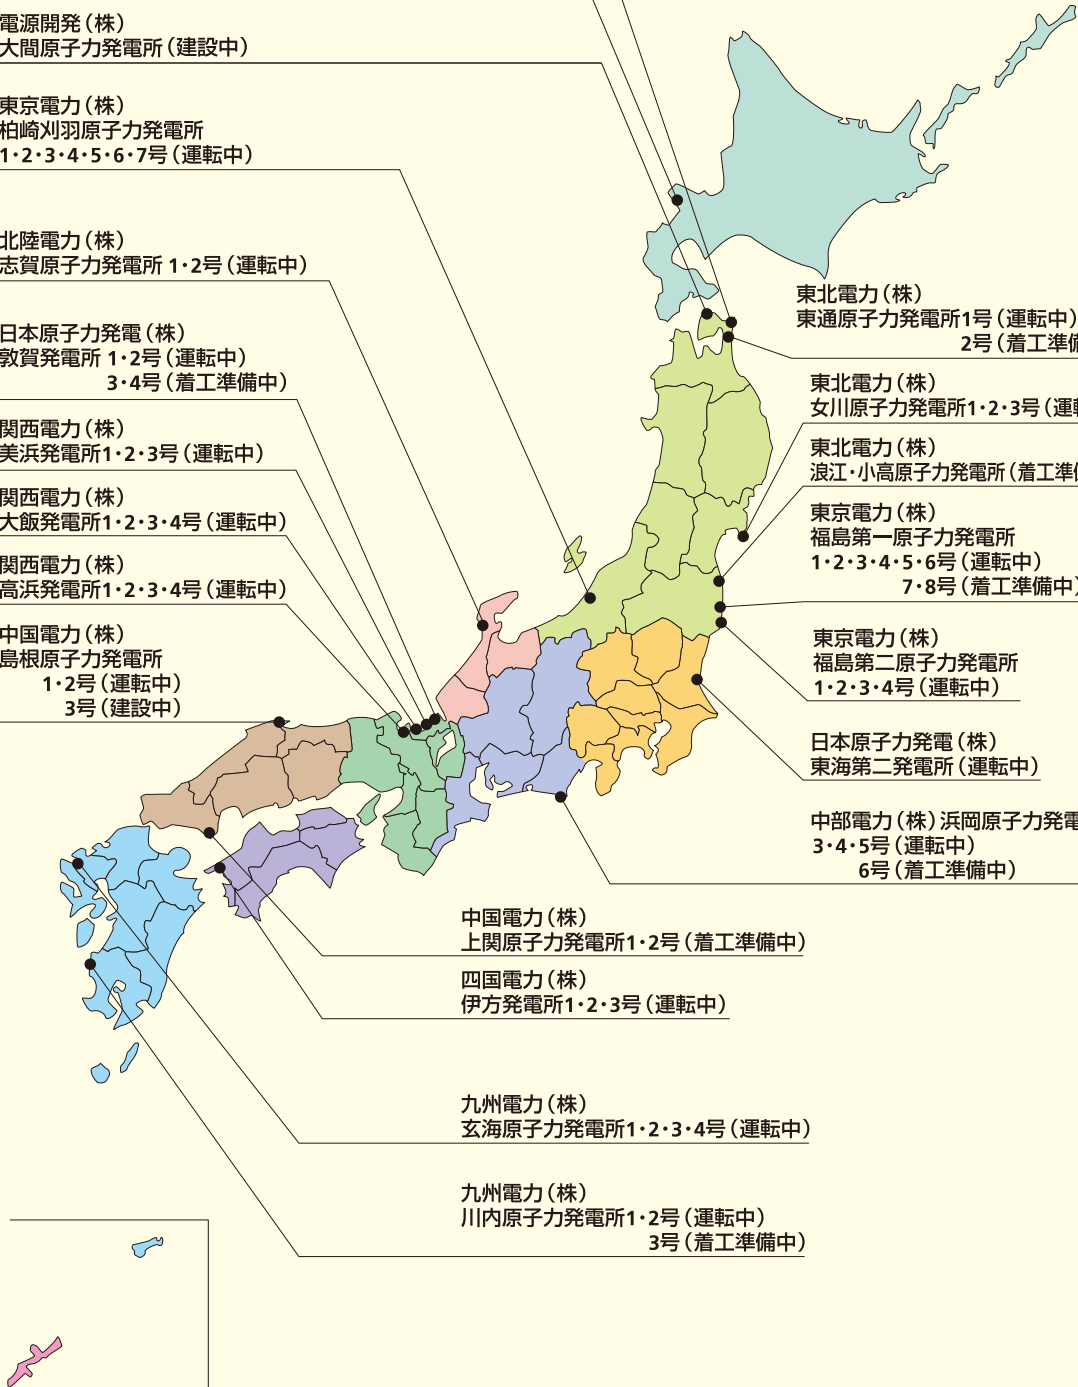 電源開発（株）
大間原子力発電所（建設中）
東京電力（株）
柏崎刈羽原子力発電所
1・2・3・4・5・6・7号（運転中）
北陸電力（株）
志賀原子力発電所 1・2号（運転中）
日本原子力発電（株）
敦賀発電所 1・2号（運転中）
3・4号（着工準備中）
関西電力（株）
美浜発電所1・2・3号（運転中）
関西電力（株）
大飯発電所1・2・3・4号（運転中）
関西電力（株）
高浜発電所1・2・3・4号（運転中）
中国電力（株）
島根原子力発電所
1・2号（運転中）
3号（建設中）
東北電力（株）
東通原子力発電所1号（運転中）
2号（着工準備
東北電力（株）
女川原子力発電所1・2・3号（運転
東北電力（株）
浪江・小高原子力発電所（着工準備
東京電力（株）
福島第一原子力発電所
1・2・3・4・5・6号（運転中）
7・8号（着工準備中）
東京電力（株）
福島第二原子力発電所
1・2・3・4号（運転中）
日本原子力発電（株）
東海第二発電所（運転中）
中部電力（株）浜岡原子力発電
3・4・5号（運転中）
6号（着工準備中）
中国電力（株）
上関原子力発電所1・2号（着工準備中）
四国電力（株）
伊方発電所1・2・3号（運転中）
九州電力（株）
玄海原子力発電所1・2・3・4号（運転中）
九州電力（株）
川内原子力発電所1・2号（運転中）
3号（着工準備中）